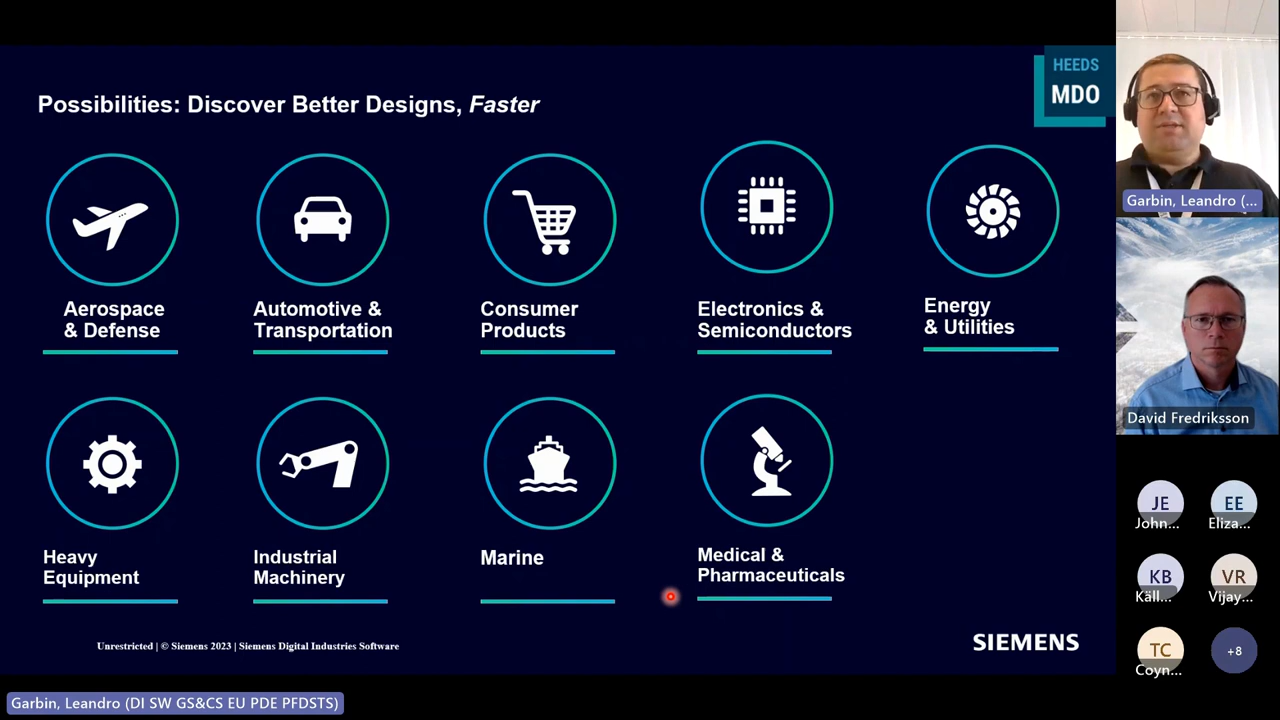 HEEDS
MDO
Possibilities: Discover Better Designs, Faster
Aerospace
& Defense
Automotive &
Transportation
Consumer
Products
Electronics &
Semiconductors
Energy
& Utilities
Heavy
Equipment
Industrial
Machinery
Marine
Medical &
Pharmaceuticals
Unrestricted | © Siemens 2023 | Siemens Digital Industries Software
SIEMENS
Garbin, Leandro (DI SW GS&CS EU PDE PFDSTS)
Garbin, Leandro (...
David Fredriksson
JE
John...
EE
Eliza...
KB
Käll...
VR
Vijay...
TC
Coyn...
+8